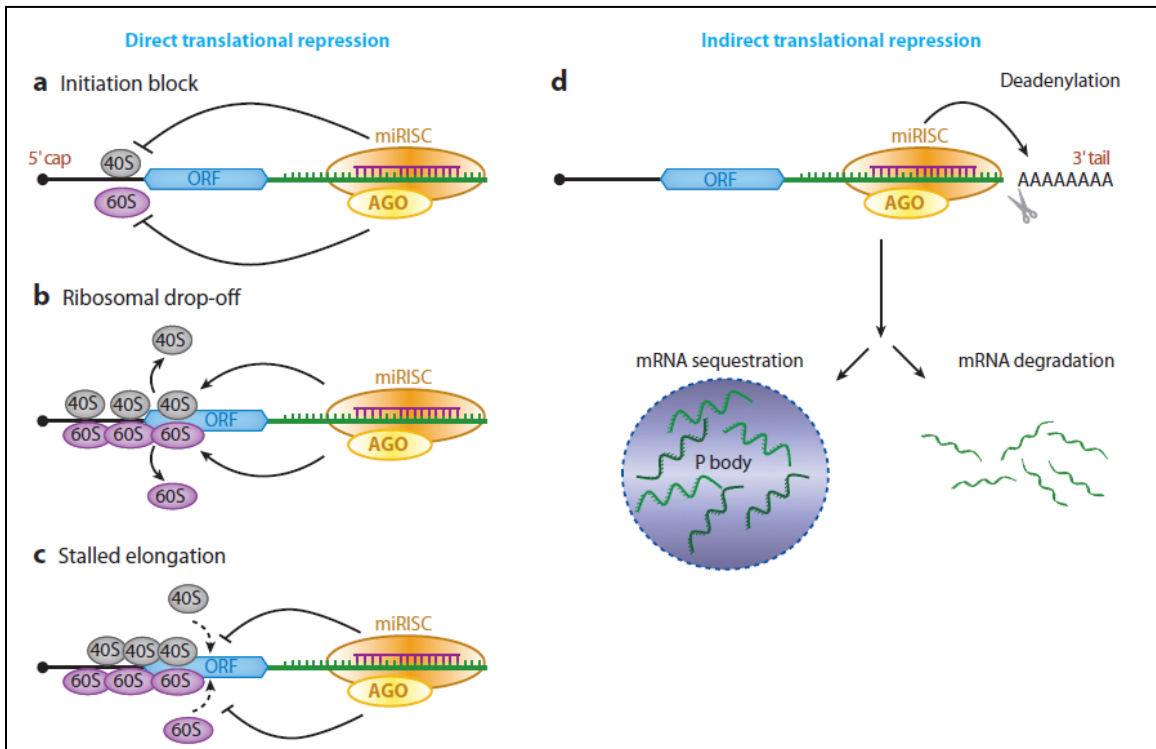 Direct translational repression
a Initiation block
miRISC
5' cap
40S
ORF
60S
AGO
b Ribosomal drop-off
40S
miRISC
40S 40S 40S
ORF
60S 60S 60S
AGO
60S
c Stalled elongation
40S
miRISC
40S 40S 40S
ORF
60S 60S 60S
AGO
60S
Indirect translational repression
d
Deadenylation
miRISC
3' tail
ORF
AAAAAAAA
AGO
mRNA sequestration
mRNA degradation
P body